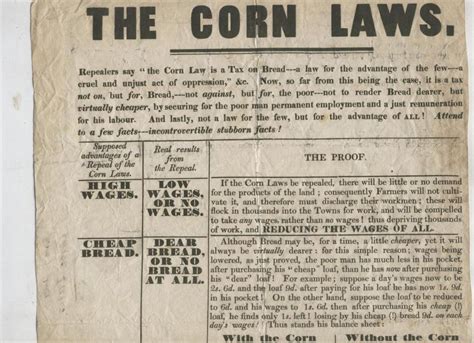 THE CORN LAWS.
Repealers say "the Corn Law is a Tax on Bread—a law for the advantage of the few—a
cruel and unjust act of oppression," &c. Now, so far from this being the case, it is a tax
not on, but for, Bread,—not against, but for, the poor—not to render Bread dearer, but
virtually cheaper, by securing for the poor man permanent employment and a just remuneration
for his labour. And lastly, not a law for the few, but for the advantage of ALL! Attend
to a few facts—incontrovertible stubborn facts!
Supposed
advantages of a
Repeal of the
Corn Laws.
Real results
from the
Repeal.
THE PROOF.
HIGH
WAGES.
LOW
WAGES,
OR NO
WAGES.
If the Corn Laws be repealed, there will be little or no demand
for the products of the land; consequently Farmers will not culti-
vate it, and therefore must discharge their workmen; these will
flock in thousands into the Towns for work, and will be compelled
to take any wages, rather than no wages! thus depriving thousands
of work, and REDUCING THE WAGES OF ALL.
CHEAP
BREAD.
DEAR
BREAD,
OR NO
BREAD
AT ALL.
Although Bread may be, for a time, a little cheaper, yet it will
always be virtually dearer: for this simple reason; wages being
lowered, as just proved, the poor man has much less in his pocket,
after purchasing his "cheap" loaf, than he has now after purchasing
his "dear" loaf! For example; suppose a day's wages now to be
2s. 6d. and the loaf 9d. now after paying for his loaf he has 1s. 9d.
in his pocket! On the other hand, suppose the loaf to be reduced
to 6d. and his wages to 1s. then after purchasing his cheap (!)
loaf, he finds only 1s. left! losing by his cheap (!) bread 9d. on
each day's wages! Thus stands his balance sheet:
With the Corn
Without the Corn